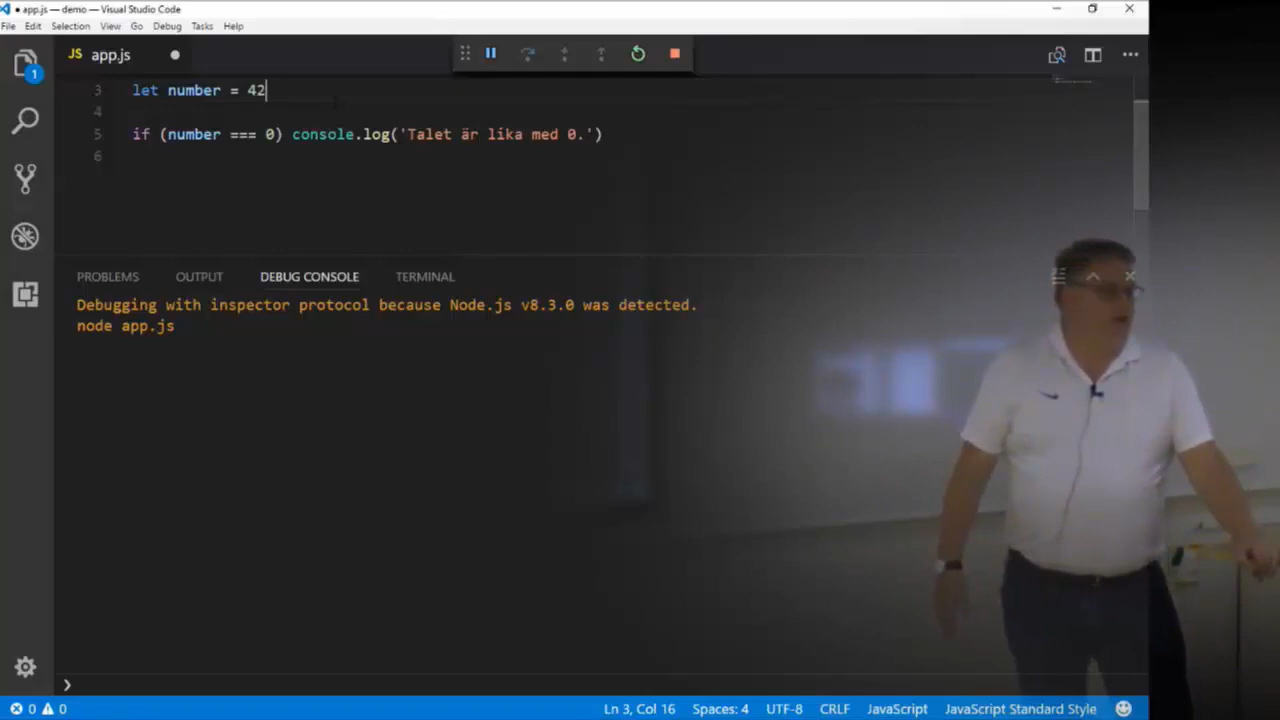 ● app.js — demo — Visual Studio Code
File Edit Selection View Go Debug Tasks Help
JS app.js ●
1
3 let number = 42
4
5 if (number === 0) console.log('Talet är lika med 0.')
6
PROBLEMS OUTPUT DEBUG CONSOLE TERMINAL
Debugging with inspector protocol because Node.js v8.3.0 was detected.
node app.js
❯
0 0 Ln 3, Col 16 Spaces: 4 UTF-8 CRLF JavaScript JavaScript Standard Style